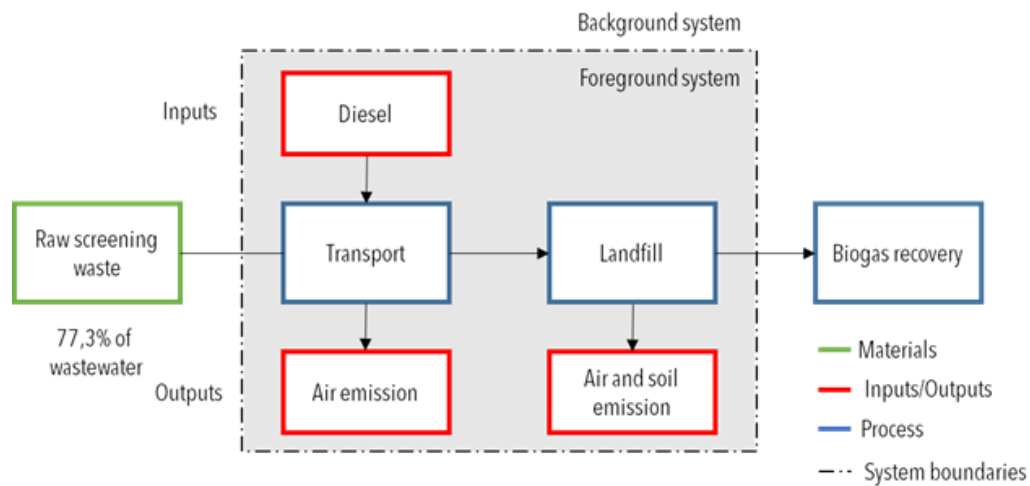 Background system
Foreground system
Inputs
Diesel
Raw screening
waste
Transport
Landfill
Biogas recovery
77,3% of
wastewater
Outputs
Air emission
Air and soil
emission
Materials
Inputs/Outputs
Process
System boundaries